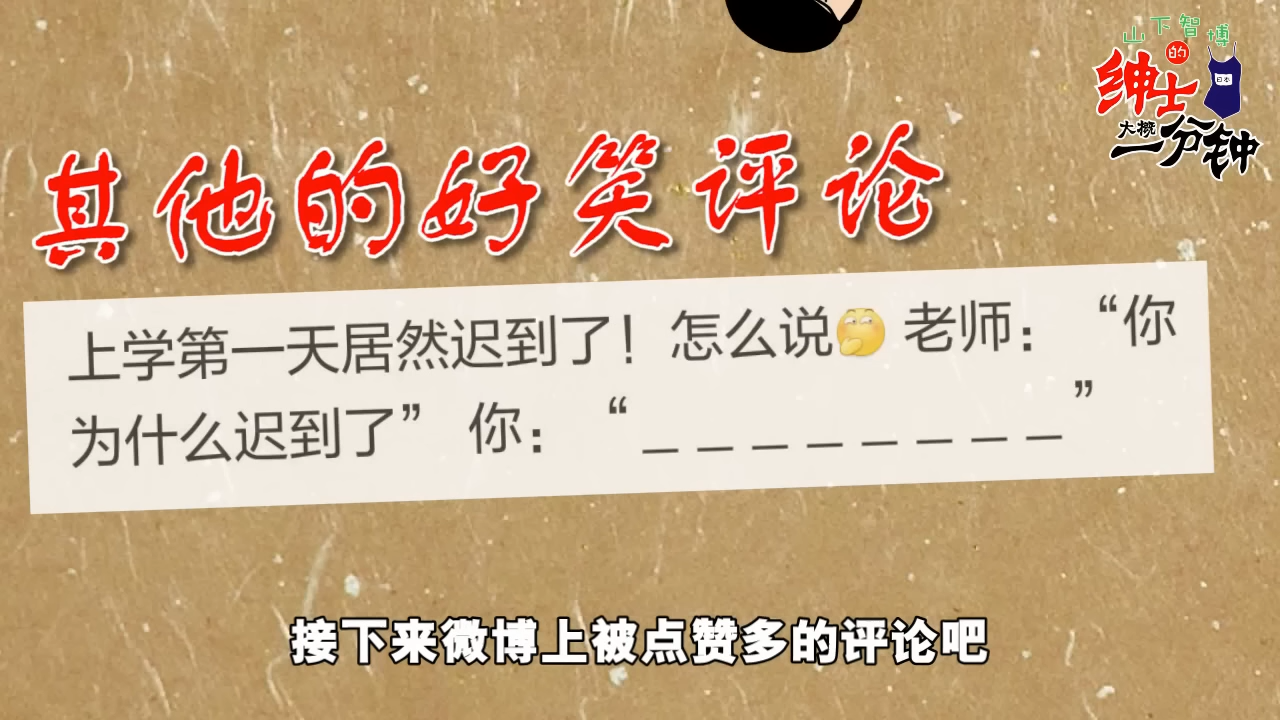 山下智博
的
绅士
日本
大概
一分钟
其他的好笑评论
上学第一天居然迟到了！怎么说 老师：“你
为什么迟到了” 你：“＿＿＿＿＿＿＿＿”
接下来微博上被点赞多的评论吧